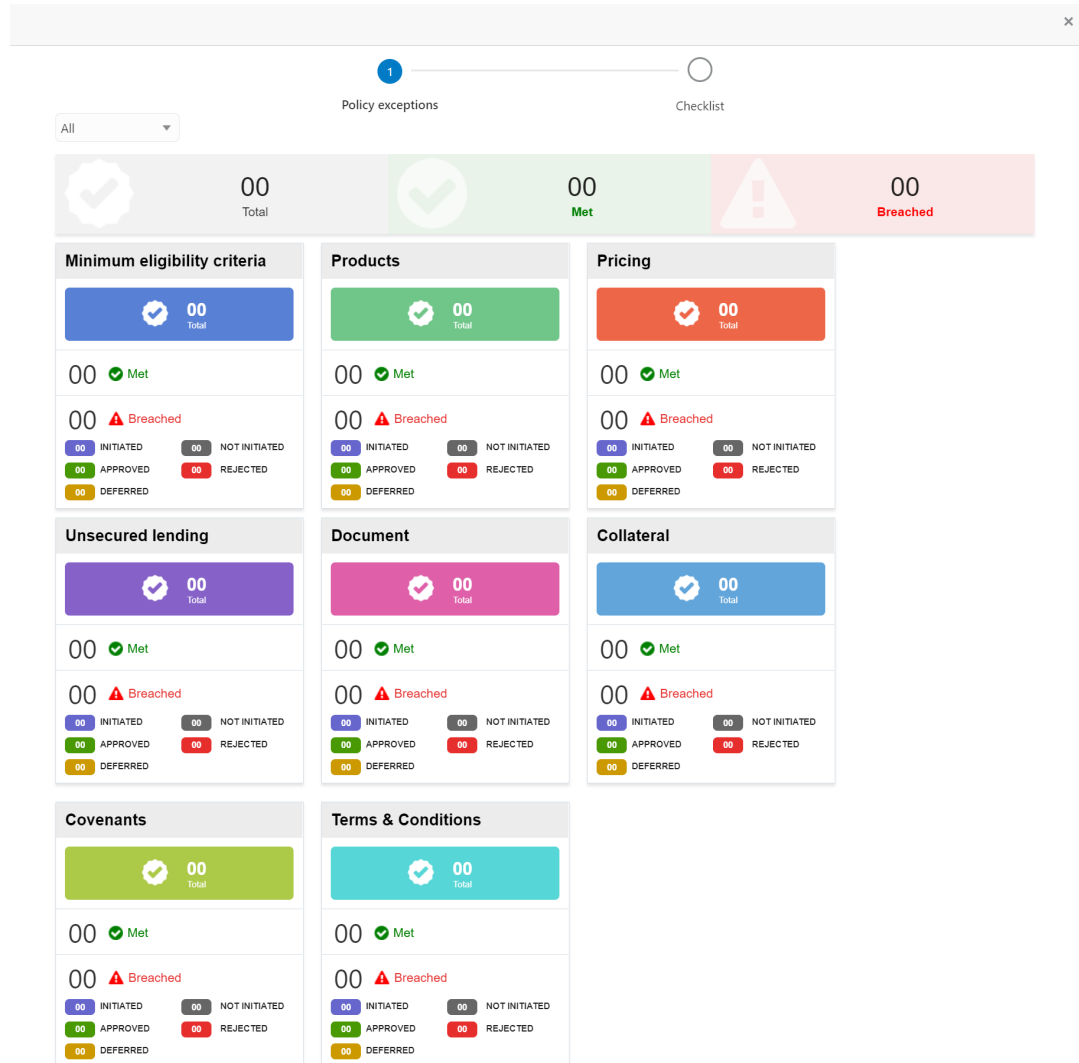 ×
1
Policy exceptions
Checklist
All
00
Total
00
Met
00
Breached
Minimum eligibility criteria
00
Total
00 Met
00 Breached
00 INITIATED 00 NOT INITIATED
00 APPROVED 00 REJECTED
00 DEFERRED
Products
00
Total
00 Met
00 Breached
00 INITIATED 00 NOT INITIATED
00 APPROVED 00 REJECTED
00 DEFERRED
Pricing
00
Total
00 Met
00 Breached
00 INITIATED 00 NOT INITIATED
00 APPROVED 00 REJECTED
00 DEFERRED
Unsecured lending
00
Total
00 Met
00 Breached
00 INITIATED 00 NOT INITIATED
00 APPROVED 00 REJECTED
00 DEFERRED
Document
00
Total
00 Met
00 Breached
00 INITIATED 00 NOT INITIATED
00 APPROVED 00 REJECTED
00 DEFERRED
Collateral
00
Total
00 Met
00 Breached
00 INITIATED 00 NOT INITIATED
00 APPROVED 00 REJECTED
00 DEFERRED
Covenants
00
Total
00 Met
00 Breached
00 INITIATED 00 NOT INITIATED
00 APPROVED 00 REJECTED
00 DEFERRED
Terms & Conditions
00
Total
00 Met
00 Breached
00 INITIATED 00 NOT INITIATED
00 APPROVED 00 REJECTED
00 DEFERRED